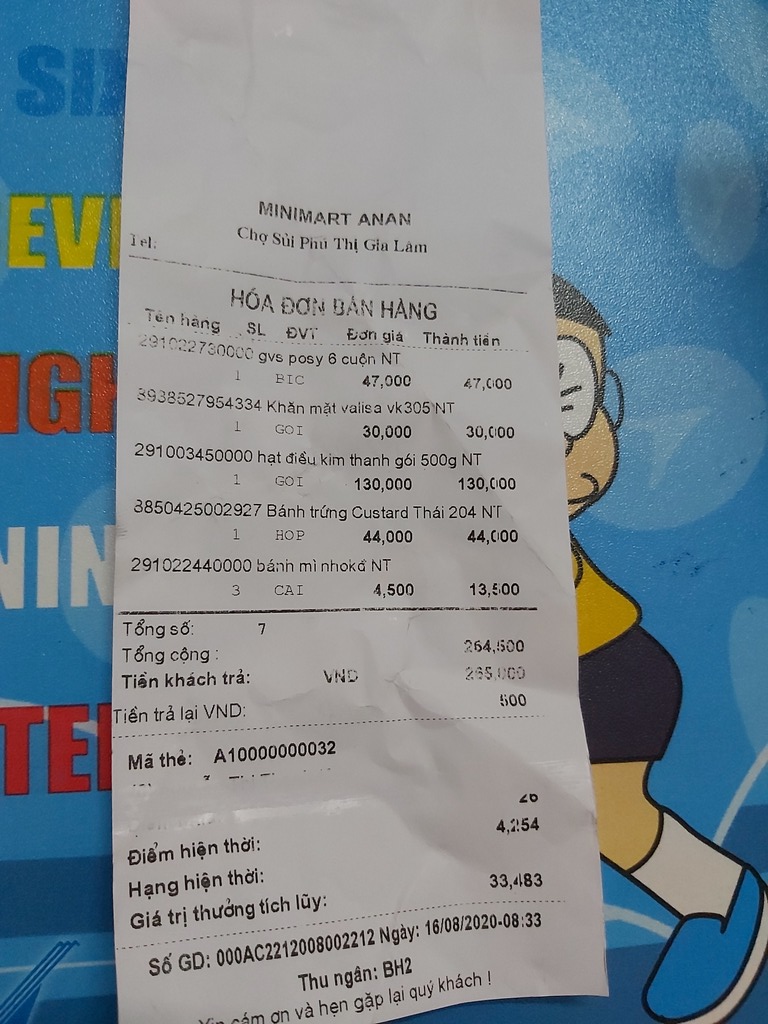 SIX
EVE
IGH
NIN
TEN
MINIMART ANAN
Tel: Chợ Sủi Phú Thị Gia Lâm
HÓA ĐƠN BÁN HÀNG
Tên hàng SL ĐVT Đơn giá Thành tiền
291022730000 gvs posy 6 cuộn NT
1 BIC 47,000 47,000
3938527954334 Khăn mặt valisa vk305 NT
1 GOI 30,000 30,000
291003450000 hạt điều kim thanh gói 500g NT
1 GOI 130,000 130,000
3850425002927 Bánh trứng Custard Thái 204 NT
1 HOP 44,000 44,000
291022440000 bánh mì nhoka NT
3 CAI 4,500 13,500
Tổng số: 7
Tổng cộng : 264,500
Tiền khách trả: VND 265,000
Tiền trả lại VND: 500
Mã thẻ: A10000000032
26
Điểm hiện thời: 4,254
Hạng hiện thời:
Giá trị thưởng tích lũy: 33,483
Số GD: 000AC2212008002212 Ngày: 16/08/2020-08:33
Thu ngân: BH2
Xin cám ơn và hẹn gặp lại quý khách !